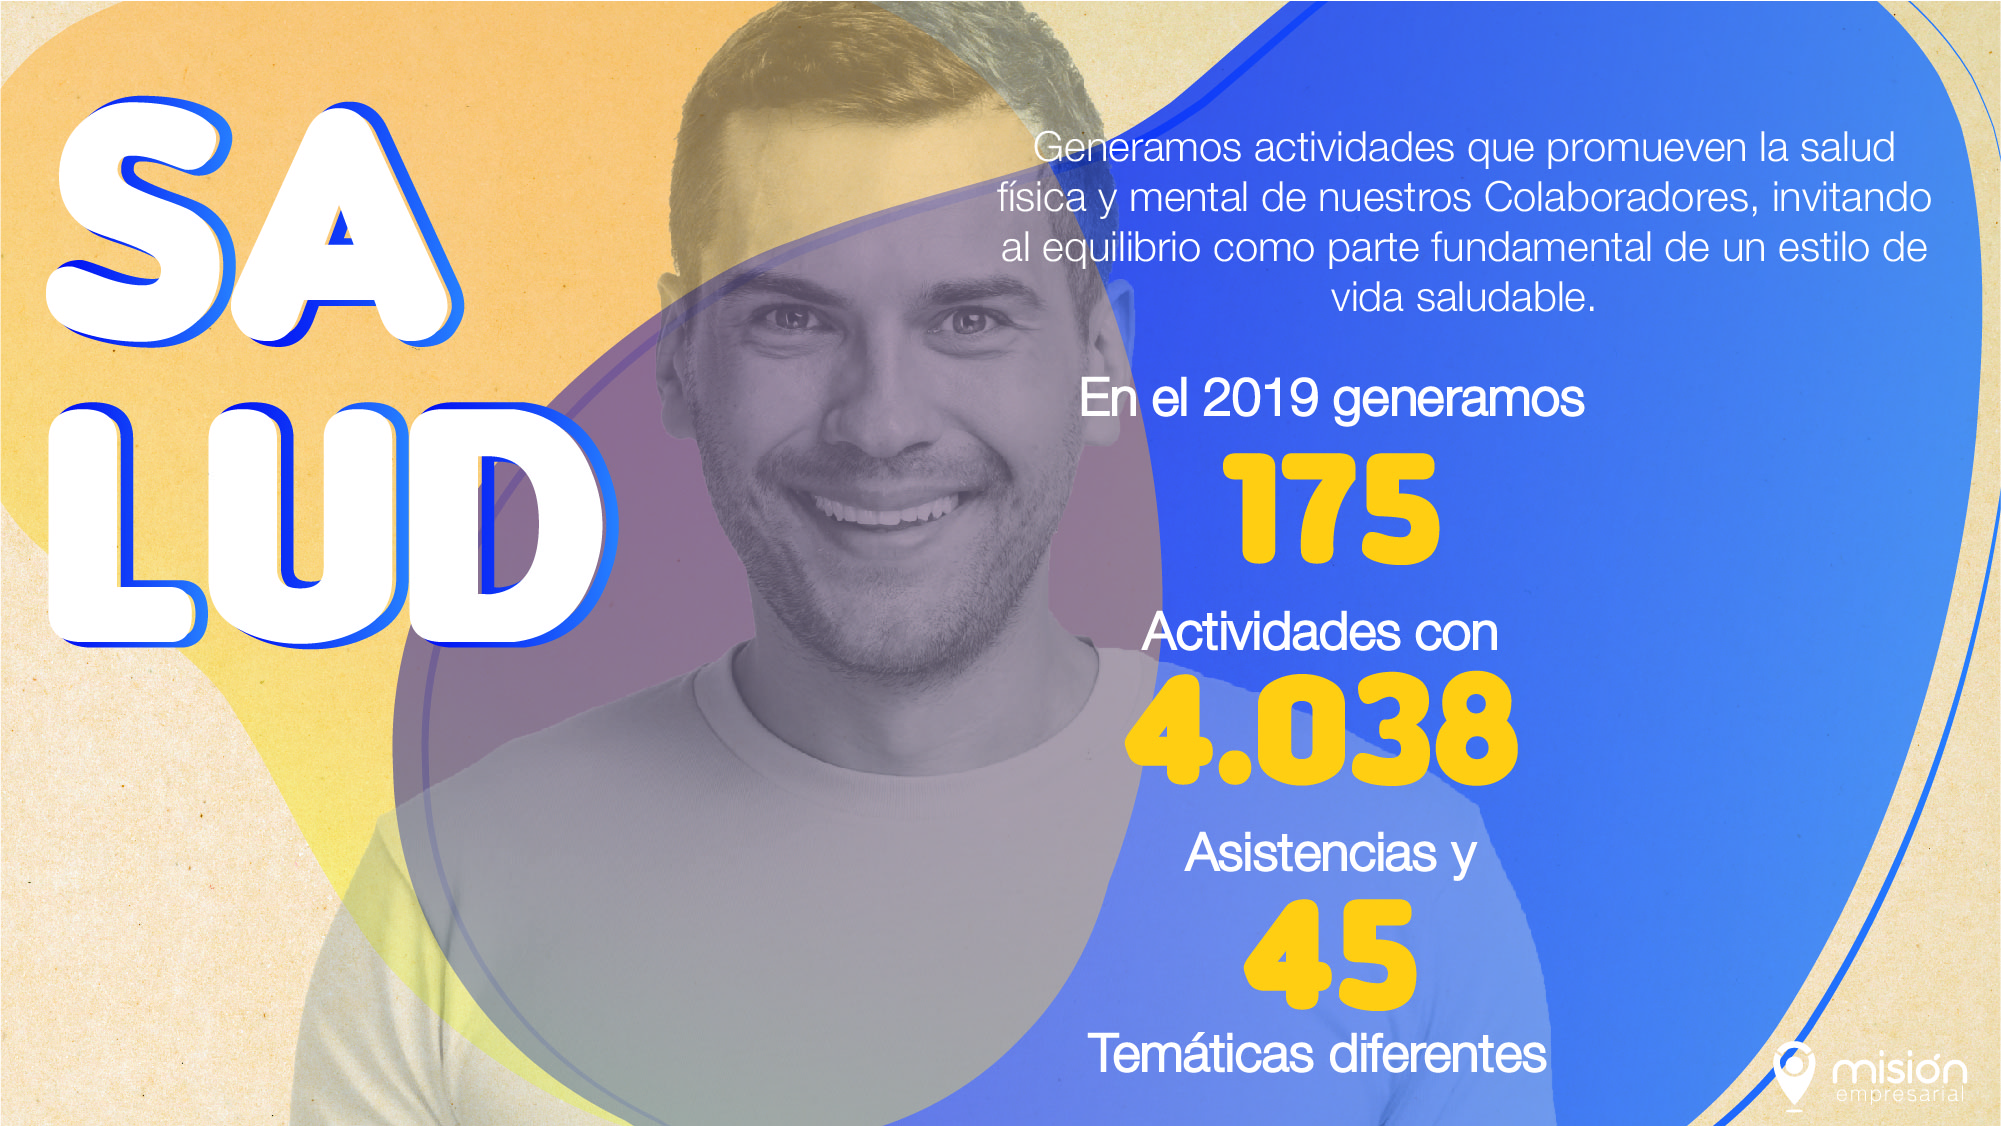 SA
LUD
Generamos actividades que promueven la salud
física y mental de nuestros Colaboradores, invitando
al equilibrio como parte fundamental de un estilo de
vida saludable.
En el 2019 generamos
175
Actividades con
4.038
Asistencias y
45
Temáticas diferentes
misión
empresarial